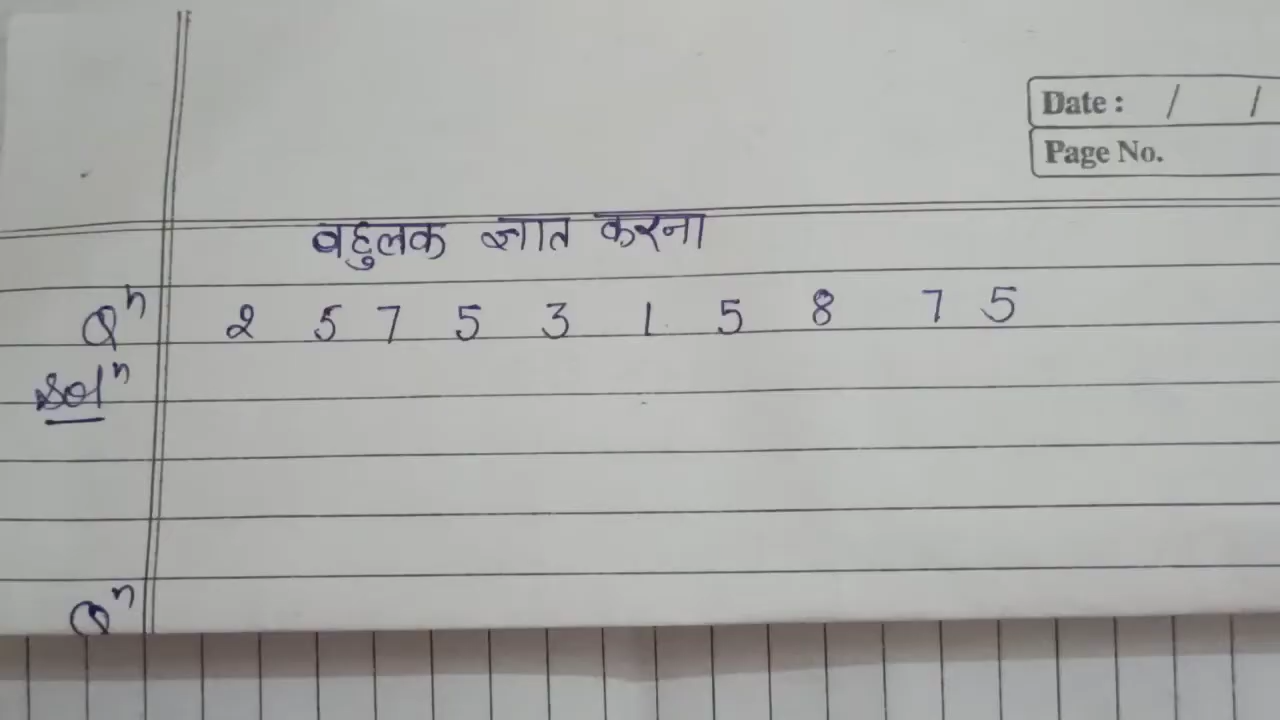 Date : / /
Page No.
बहुलक ज्ञात करना
Qⁿ 2 5 7 5 3 1 5 8 7 5
Solⁿ
Qⁿ